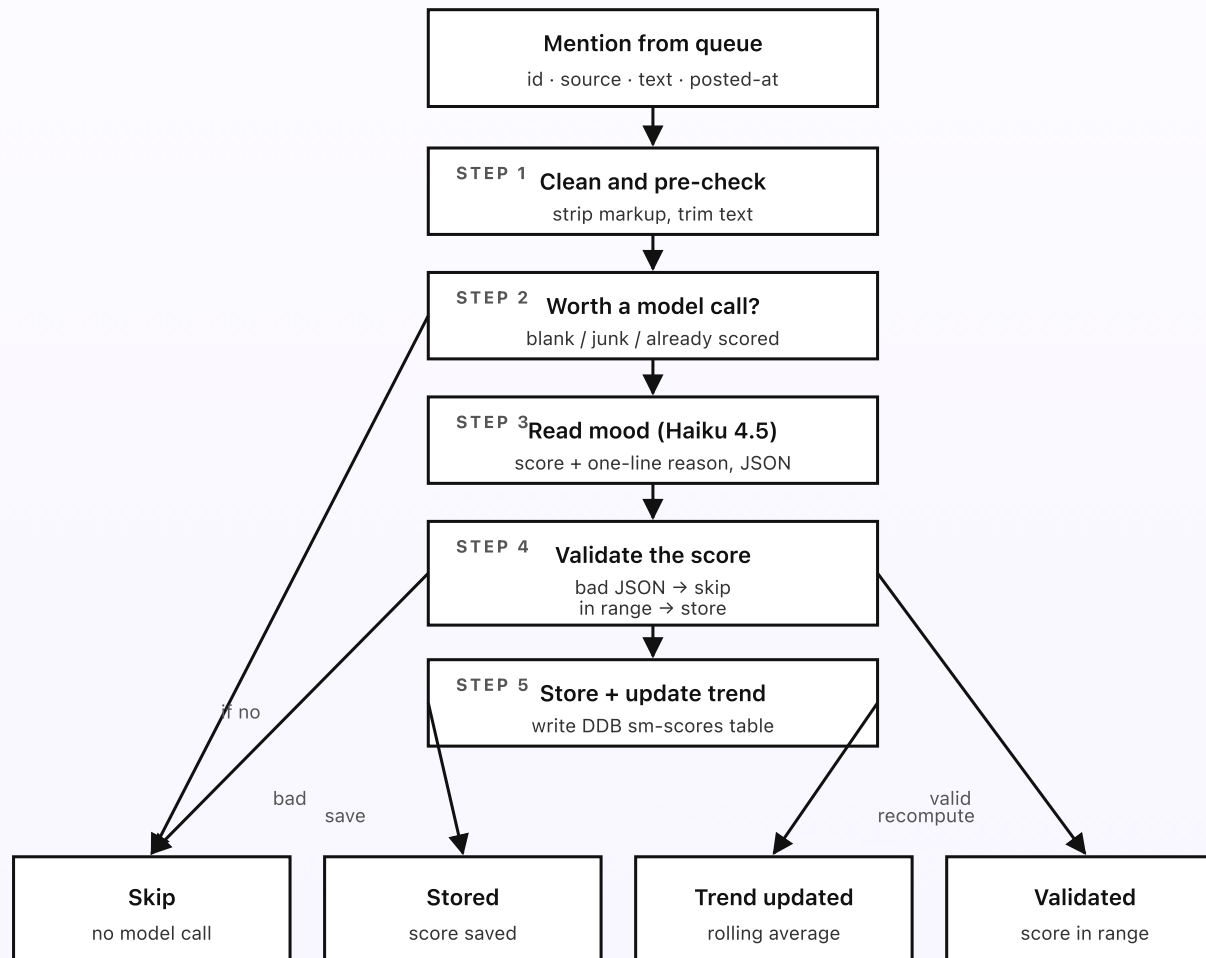 Mention from queue
id · source · text · posted-at
STEP 1
Clean and pre-check
strip markup, trim text
STEP 2
Worth a model call?
blank / junk / already scored
STEP 3
Read mood (Haiku 4.5)
score + one-line reason, JSON
STEP 4
Validate the score
bad JSON → skip
in range → store
STEP 5
Store + update trend
write DDB sm-scores table
if no
bad
save
valid
recompute
Skip
no model call
Stored
score saved
Trend updated
rolling average
Validated
score in range